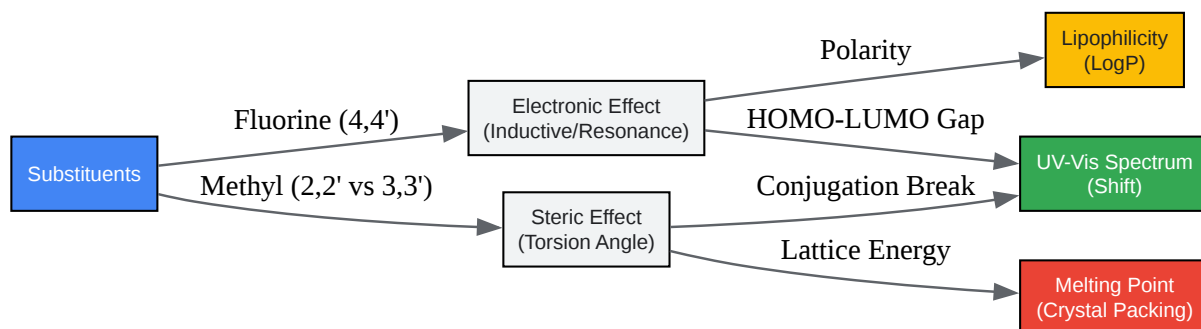 Substituents
Fluorine (4,4')
Methyl (2,2' vs 3,3')
Electronic Effect
(Inductive/Resonance)
Steric Effect
(Torsion Angle)
Polarity
HOMO-LUMO Gap
Conjugation Break
Lattice Energy
Lipophilicity
(LogP)
UV-Vis Spectrum
(Shift)
Melting Point
(Crystal Packing)